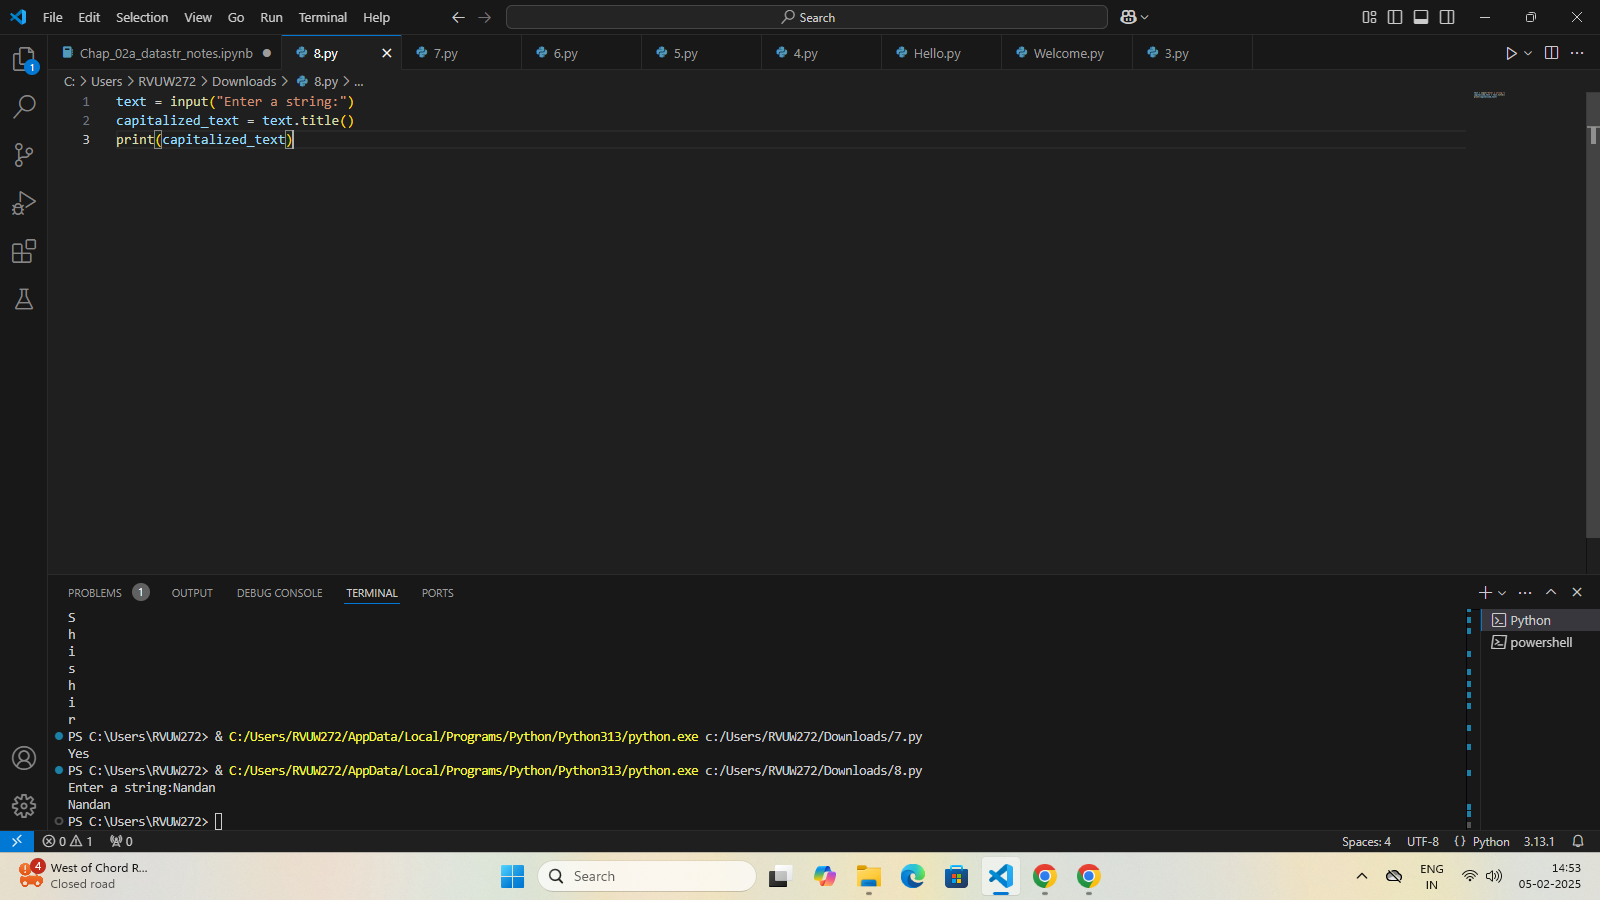 File Edit Selection View Go Run Terminal Help
Search
1
Chap_02a_datastr_notes.ipynb
8.py
7.py
6.py
5.py
4.py
Hello.py
Welcome.py
3.py
C: > Users > RVUW272 > Downloads > 8.py > ...
1 text = input("Enter a string:")
2 capitalized_text = text.title()
3 print(capitalized_text)
PROBLEMS 1 OUTPUT DEBUG CONSOLE TERMINAL PORTS
S
h
i
s
h
i
r
PS C:\Users\RVUW272> & C:/Users/RVUW272/AppData/Local/Programs/Python/Python313/python.exe c:/Users/RVUW272/Downloads/7.py
Yes
PS C:\Users\RVUW272> & C:/Users/RVUW272/AppData/Local/Programs/Python/Python313/python.exe c:/Users/RVUW272/Downloads/8.py
Enter a string:Nandan
Nandan
PS C:\Users\RVUW272>
Python
powershell
0 1 0
Spaces: 4 UTF-8 { } Python 3.13.1
4
West of Chord R...
Closed road
Search
ENG
IN
14:53
05-02-2025